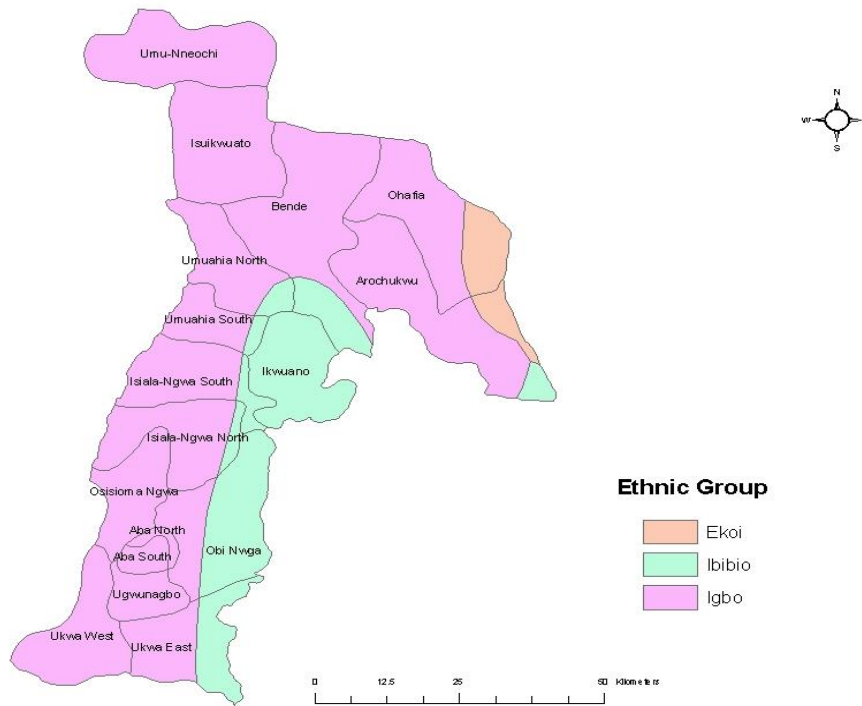 Umu-Nneochi
N
W
S
Isuikwuato
Ohafia
Bende
Umuahia North
Arochukwu
Umuahia South
Ikwuano
Isiala-Ngwa South
Isiala-Ngwa North
Osisioma Ngwa
Aba North
Aba South
Obi Nwga
Ugwunagbo
Ukwa West
Ukwa East
Ethnic Group
Ekoi
Ibibio
Igbo
0 12.5 25 50 Kilometers